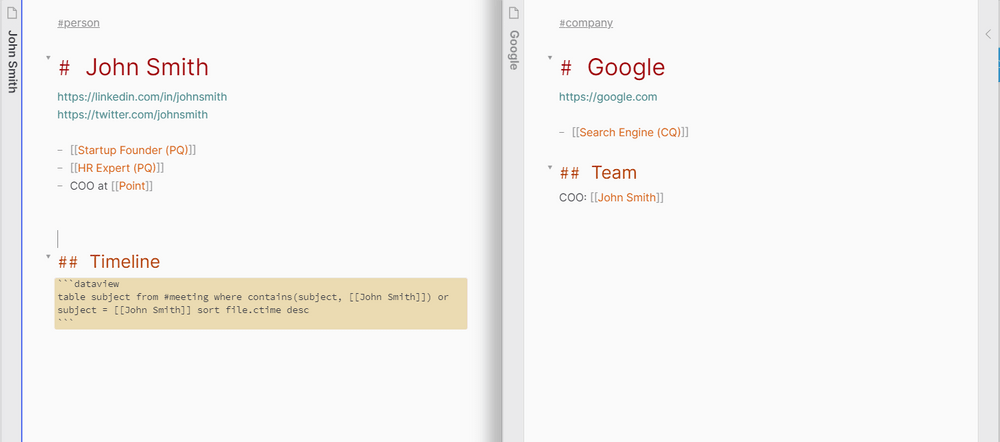 John Smith
#person
# John Smith
https://linkedin.com/in/johnsmith
https://twitter.com/johnsmith
– [[Startup Founder (PQ)]]
– [[HR Expert (PQ)]]
– COO at [[Point]]
## Timeline
```dataview
table subject from #meeting where contains(subject, [[John Smith]]) or
subject = [[John Smith]] sort file.ctime desc
```
Google
#company
# Google
https://google.com
– [[Search Engine (CQ)]]
## Team
COO: [[John Smith]]